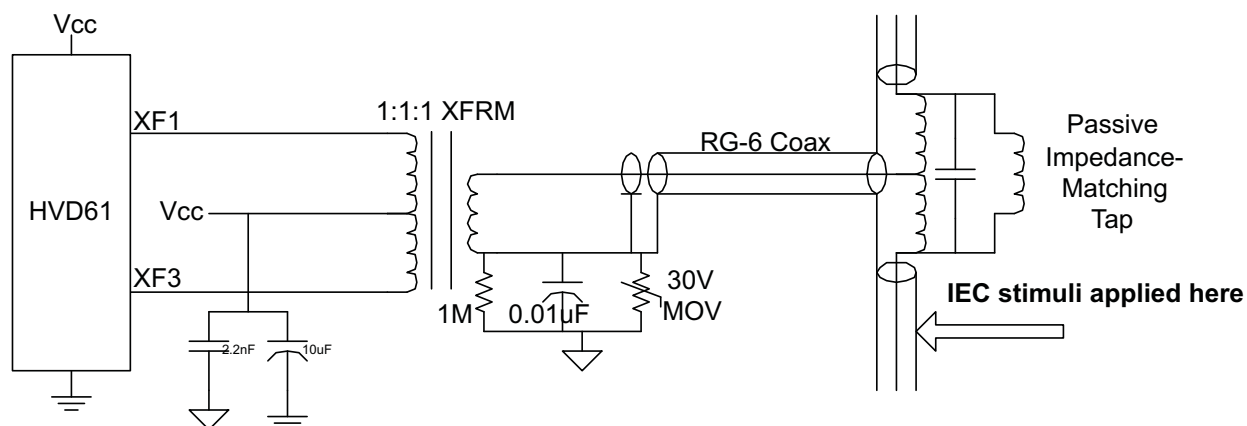 Vcc
XF1
1:1:1 XFRM
RG-6 Coax
Passive
Impedance-
Matching
Tap
HVD61
Vcc
XF3
30V
MOV
1M
0.01uF
IEC stimuli applied here
2.2nF
10uF